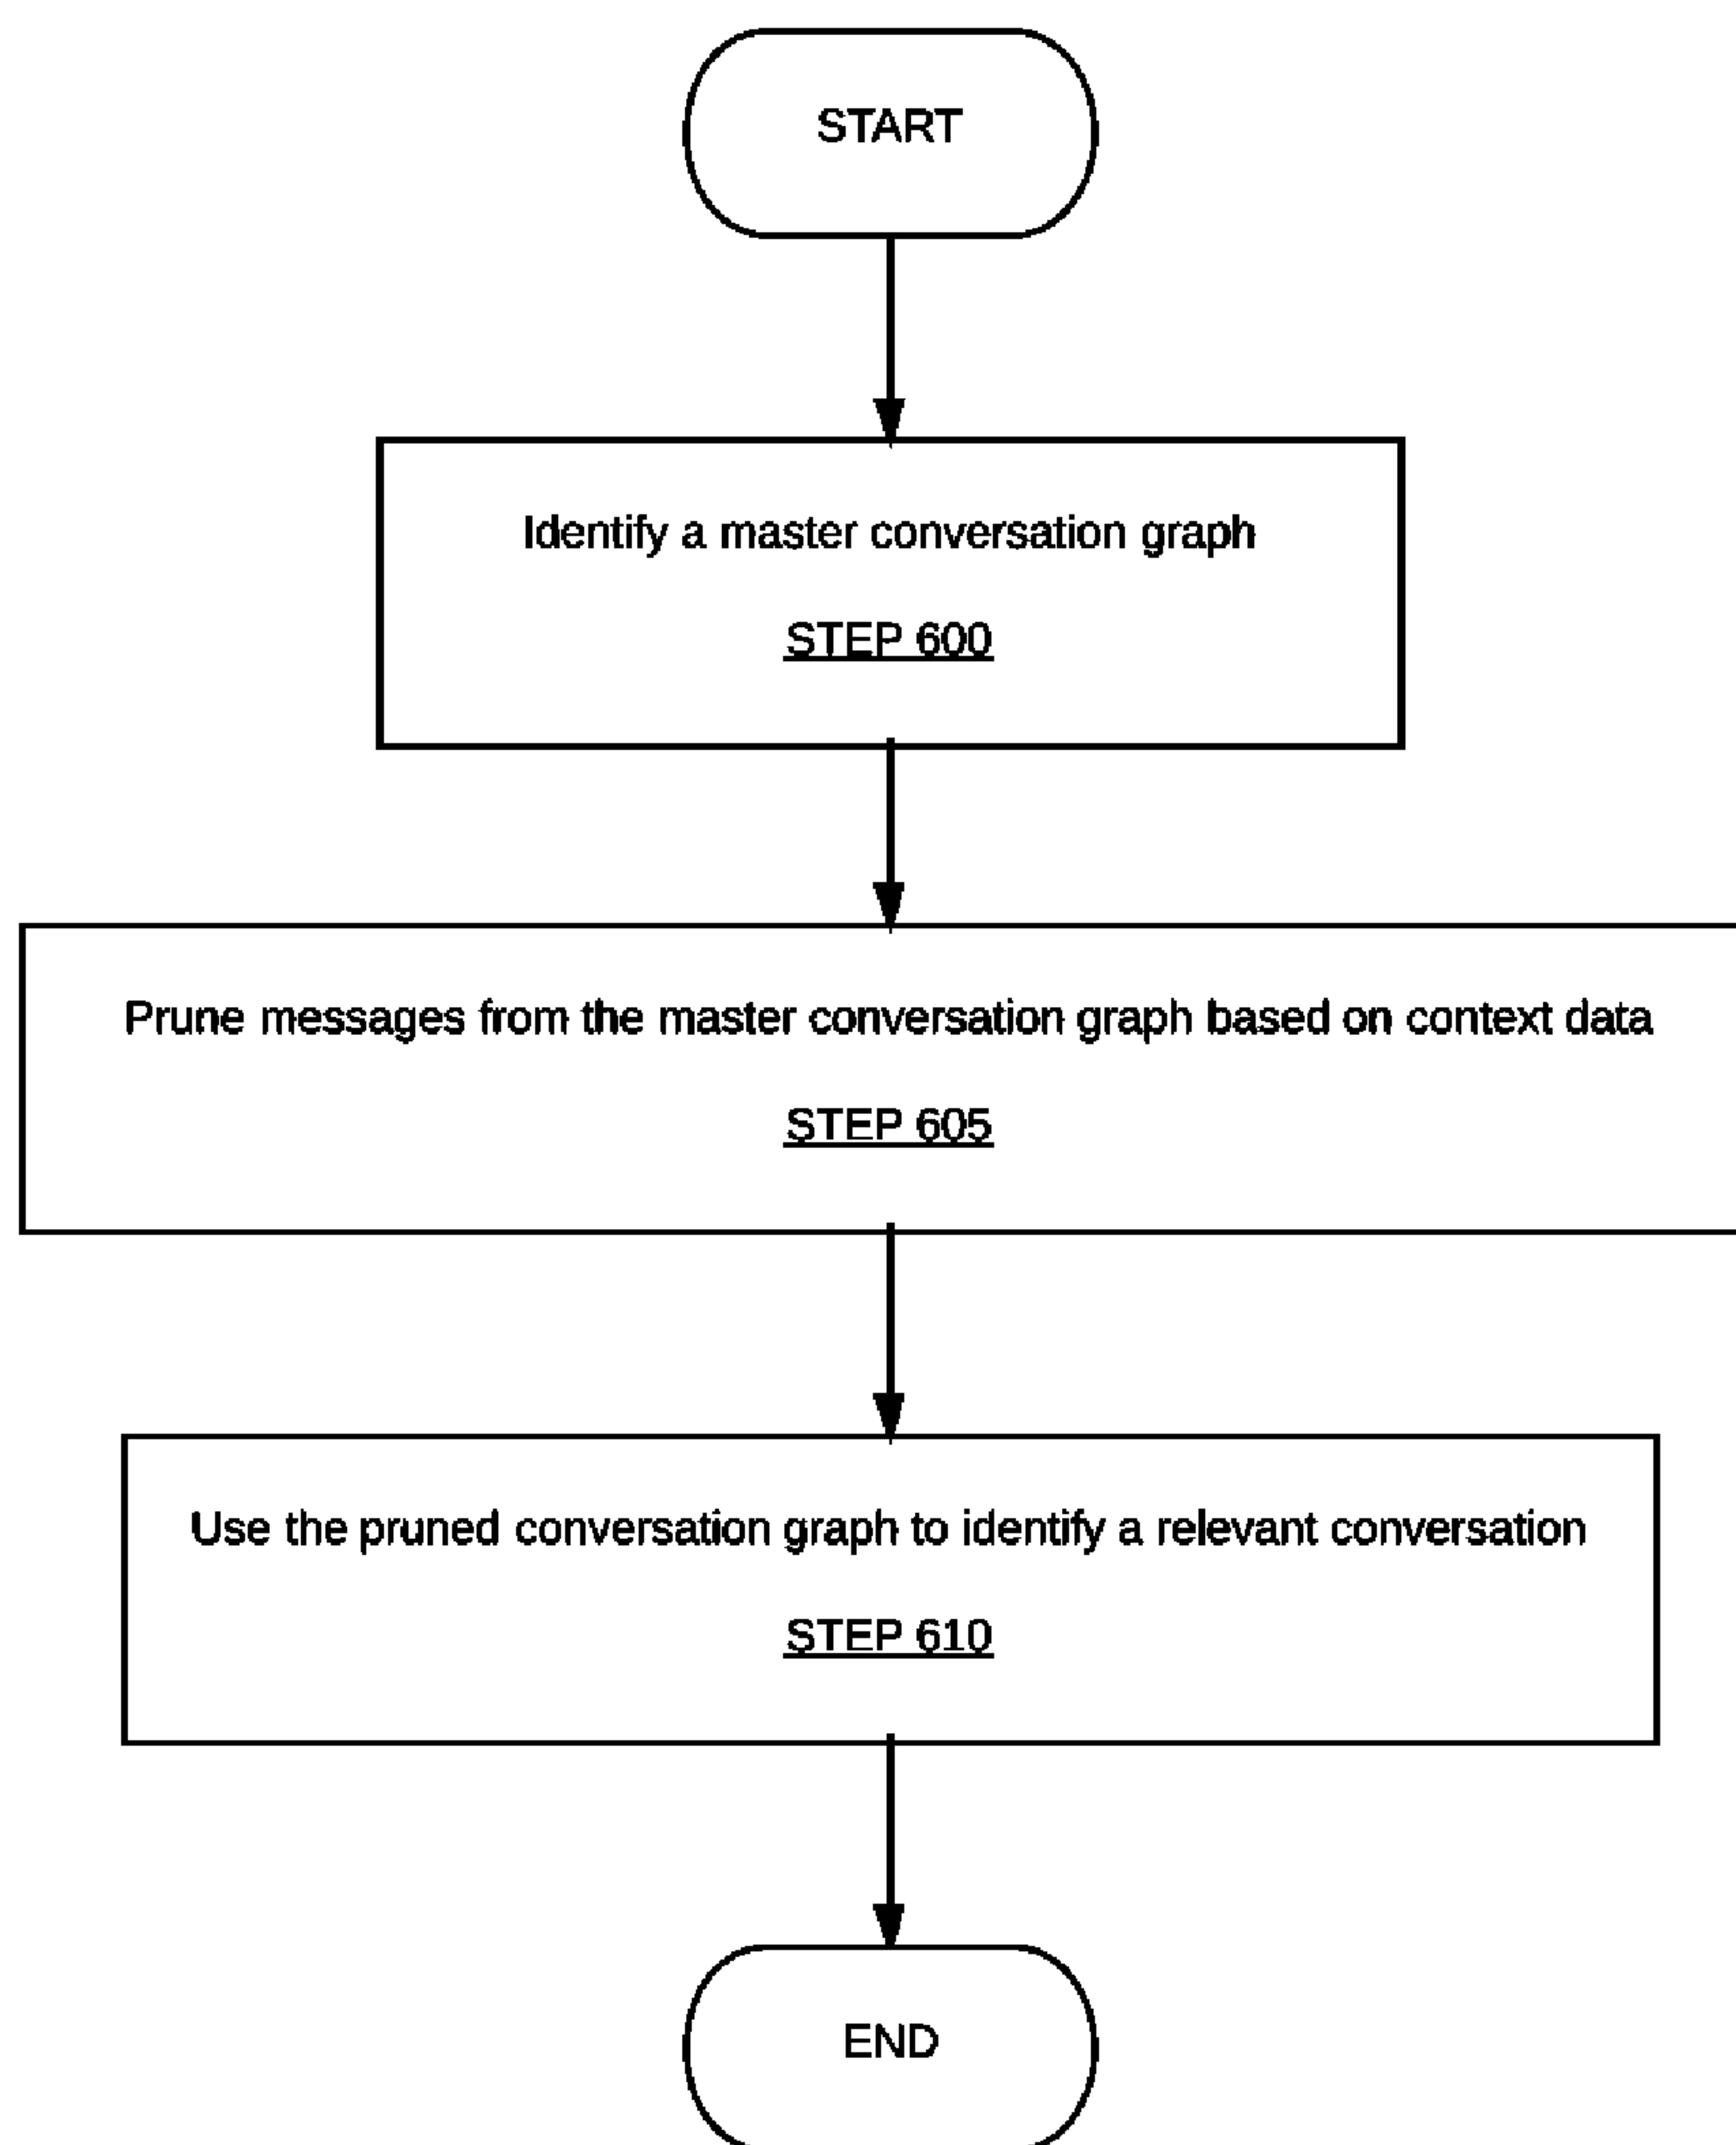 START
Identify a master conversation graph
STEP 600
Prune messages from the master conversation graph based on context data
STEP 605
Use the pruned conversation graph to identify a relevant conversation
STEP 610
END